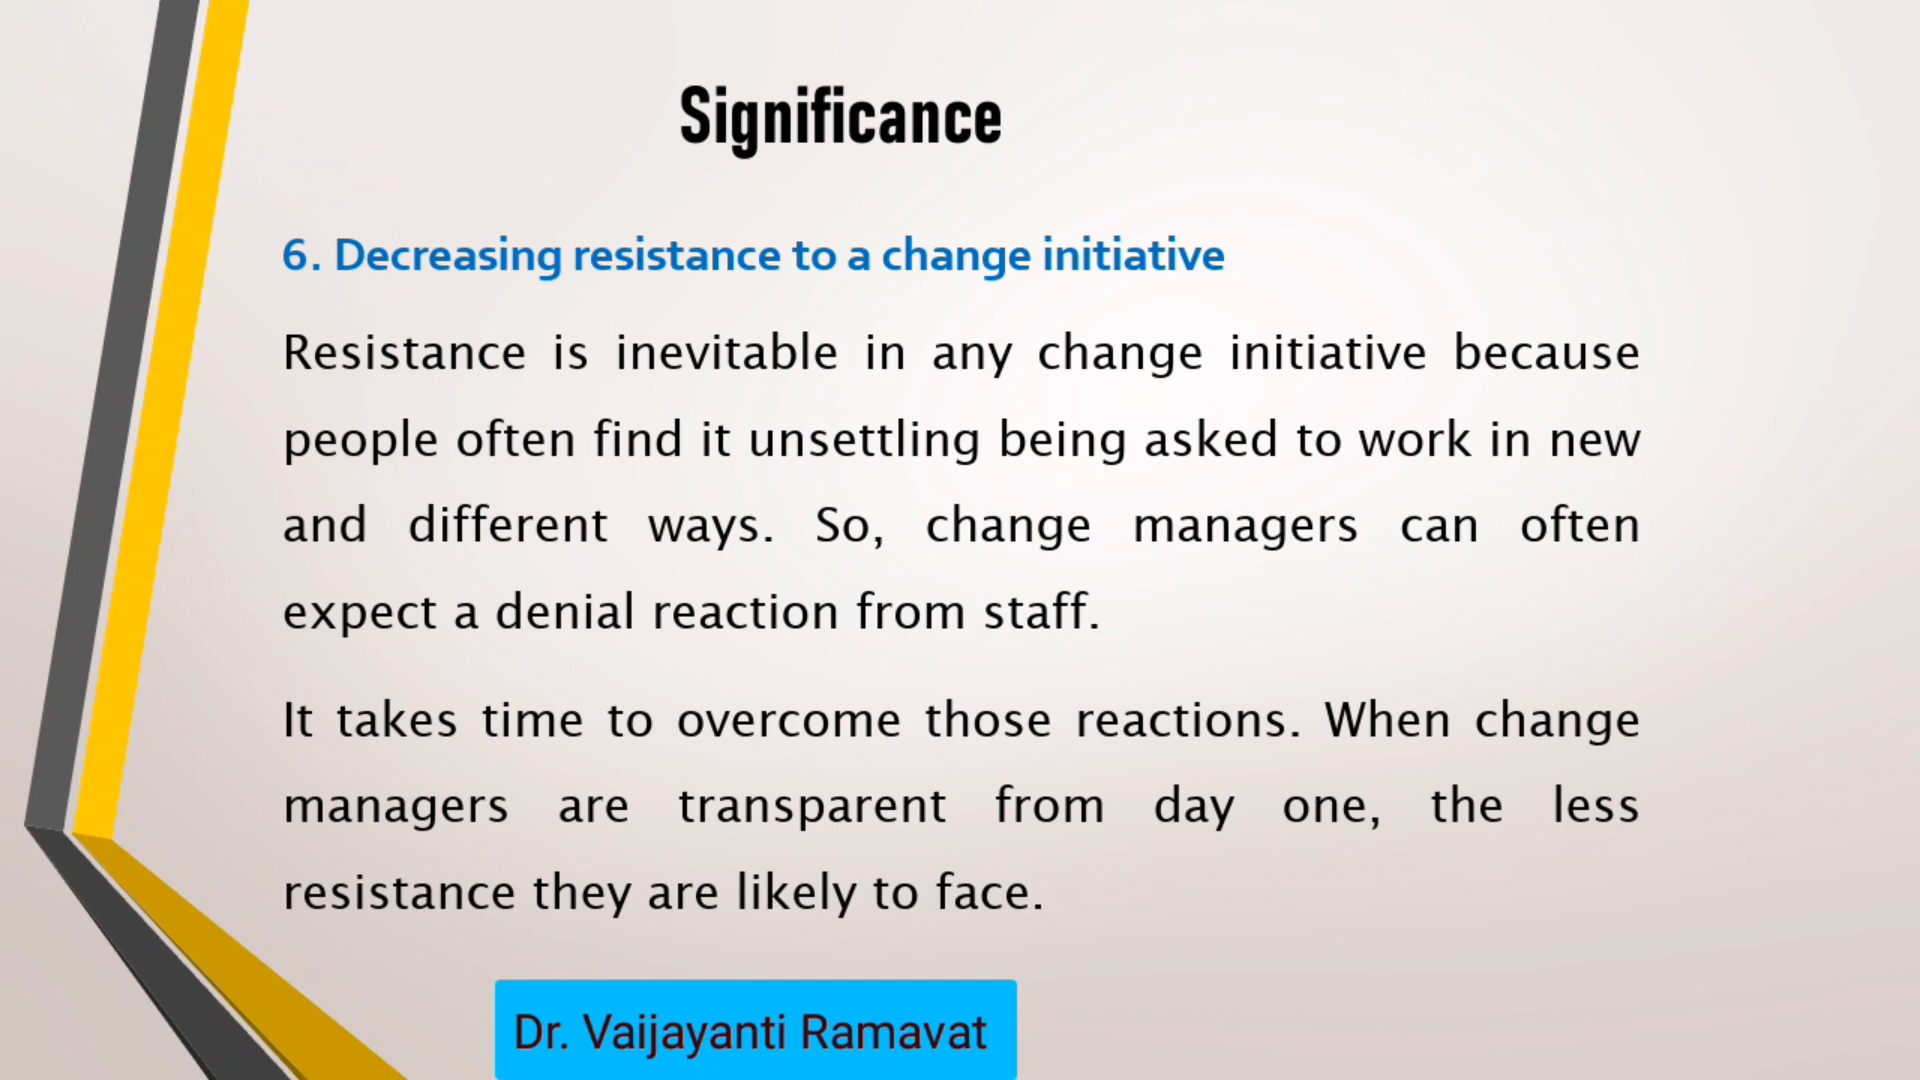 Significance
6. Decreasing resistance to a change initiative
Resistance is inevitable in any change initiative because
people often find it unsettling being asked to work in new
and different ways. So, change managers can often
expect a denial reaction from staff.
It takes time to overcome those reactions. When change
managers are transparent from day one, the less
resistance they are likely to face.
Dr. Vaijayanti Ramavat